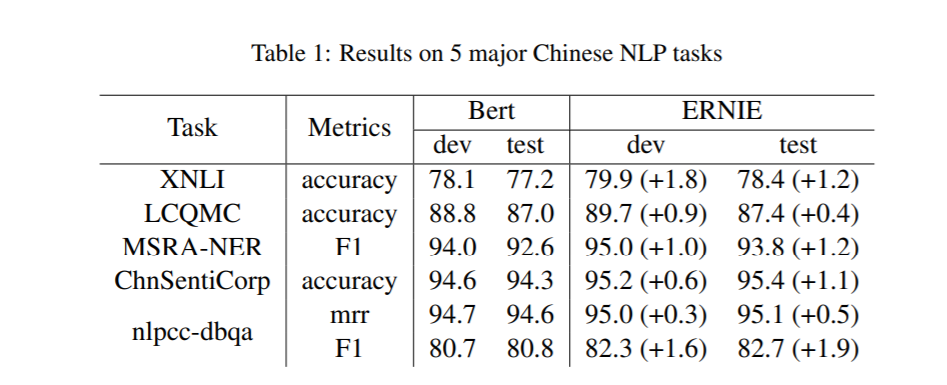 Table 1: Results on 5 major Chinese NLP tasks
Task Metrics Bert ERNIE
dev test dev test
XNLI accuracy 78.1 77.2 79.9 (+1.8) 78.4 (+1.2)
LCQMC accuracy 88.8 87.0 89.7 (+0.9) 87.4 (+0.4)
MSRA-NER F1 94.0 92.6 95.0 (+1.0) 93.8 (+1.2)
ChnSentiCorp accuracy 94.6 94.3 95.2 (+0.6) 95.4 (+1.1)
nlpcc-dbqa mrr 94.7 94.6 95.0 (+0.3) 95.1 (+0.5)
F1 80.7 80.8 82.3 (+1.6) 82.7 (+1.9)